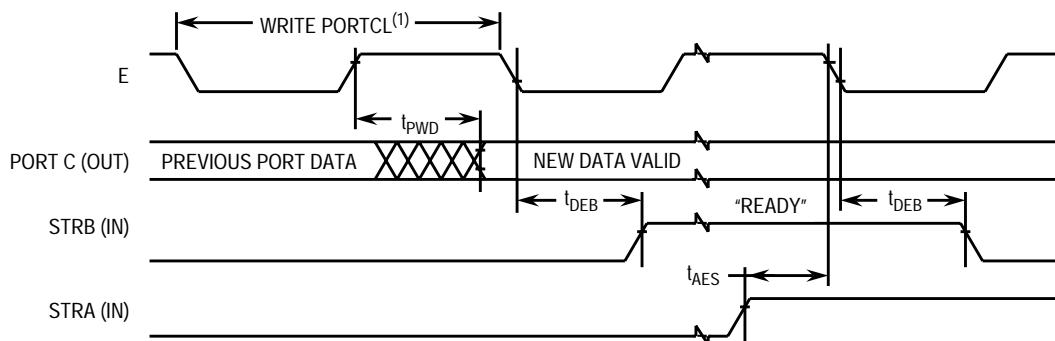 WRITE PORTCL(1)
E
tPWD
PORT C (OUT)
PREVIOUS PORT DATA
NEW DATA VALID
tDEB
"READY"
tDEB
STRB (IN)
tAES
STRA (IN)